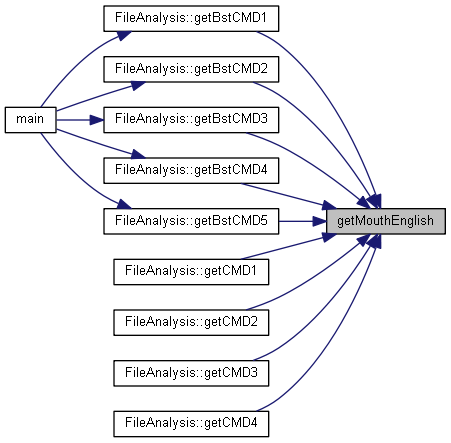 FileAnalysis::getBstCMD1
FileAnalysis::getBstCMD2
main
FileAnalysis::getBstCMD3
FileAnalysis::getBstCMD4
FileAnalysis::getBstCMD5
getMouthEnglish
FileAnalysis::getCMD1
FileAnalysis::getCMD2
FileAnalysis::getCMD3
FileAnalysis::getCMD4